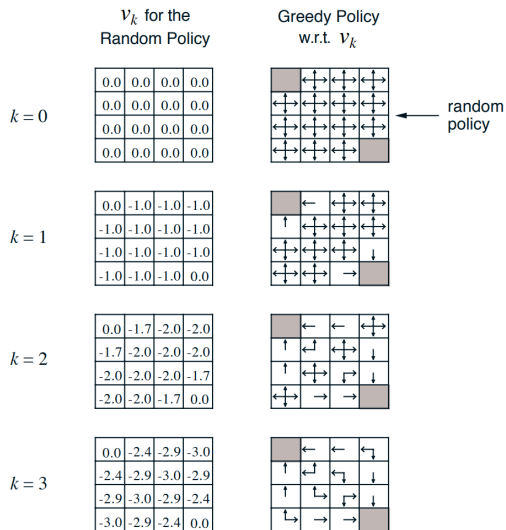 v_k for the
Random Policy
Greedy Policy
w.r.t. v_k
k = 0
0.0 0.0 0.0 0.0
0.0 0.0 0.0 0.0
0.0 0.0 0.0 0.0
0.0 0.0 0.0 0.0
random
policy
k = 1
0.0 -1.0 -1.0 -1.0
-1.0 -1.0 -1.0 -1.0
-1.0 -1.0 -1.0 -1.0
-1.0 -1.0 -1.0 0.0
k = 2
0.0 -1.7 -2.0 -2.0
-1.7 -2.0 -2.0 -2.0
-2.0 -2.0 -2.0 -1.7
-2.0 -2.0 -1.7 0.0
k = 3
0.0 -2.4 -2.9 -3.0
-2.4 -2.9 -3.0 -2.9
-2.9 -3.0 -2.9 -2.4
-3.0 -2.9 -2.4 0.0